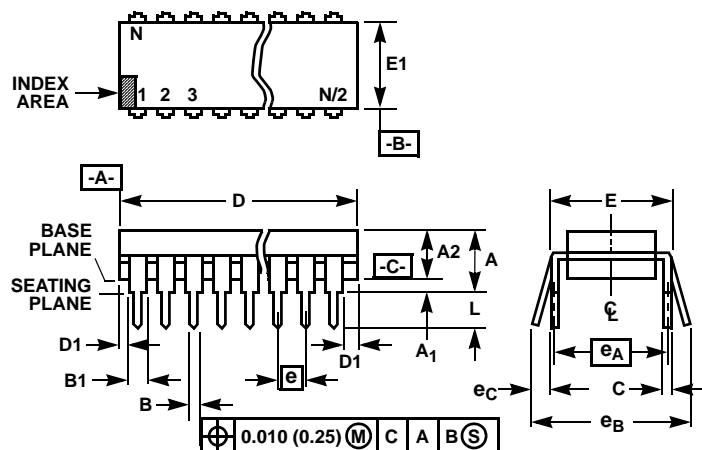 N
E1
INDEX
AREA
1 2 3 N/2
-B-
-A-
D
E
BASE
PLANE
A2
A
-C-
SEATING
PLANE
L
D1
A1
D1
B1
e
eA
B
eC
C
eB
0.010 (0.25) M C A B S
CL